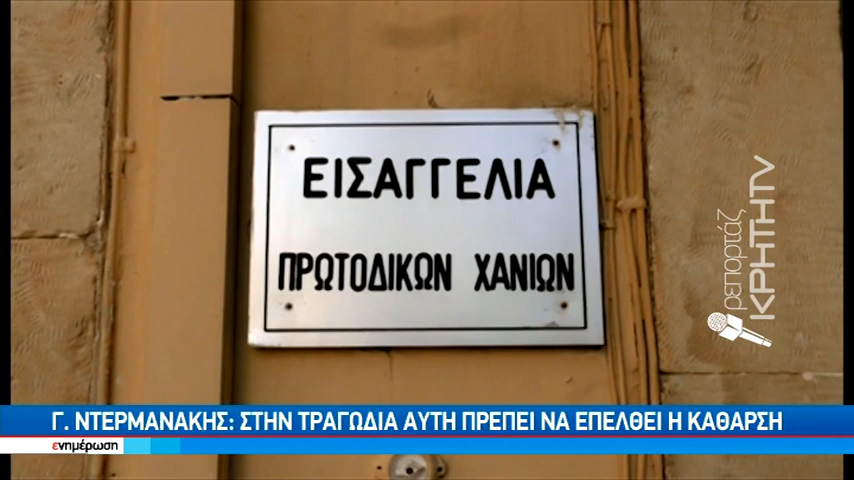 ΕΙΣΑΓΓΕΛΙΑ
ΠΡΩΤΟΔΙΚΩΝ ΧΑΝΙΩΝ
ρεπορτάζ
ΚΡΗΤΗTV
Γ. ΝΤΕΡΜΑΝΑΚΗΣ: ΣΤΗΝ ΤΡΑΓΩΔΙΑ ΑΥΤΗ ΠΡΕΠΕΙ ΝΑ ΕΠΕΛΘΕΙ Η ΚΑΘΑΡΣΗ
ενημέρωση